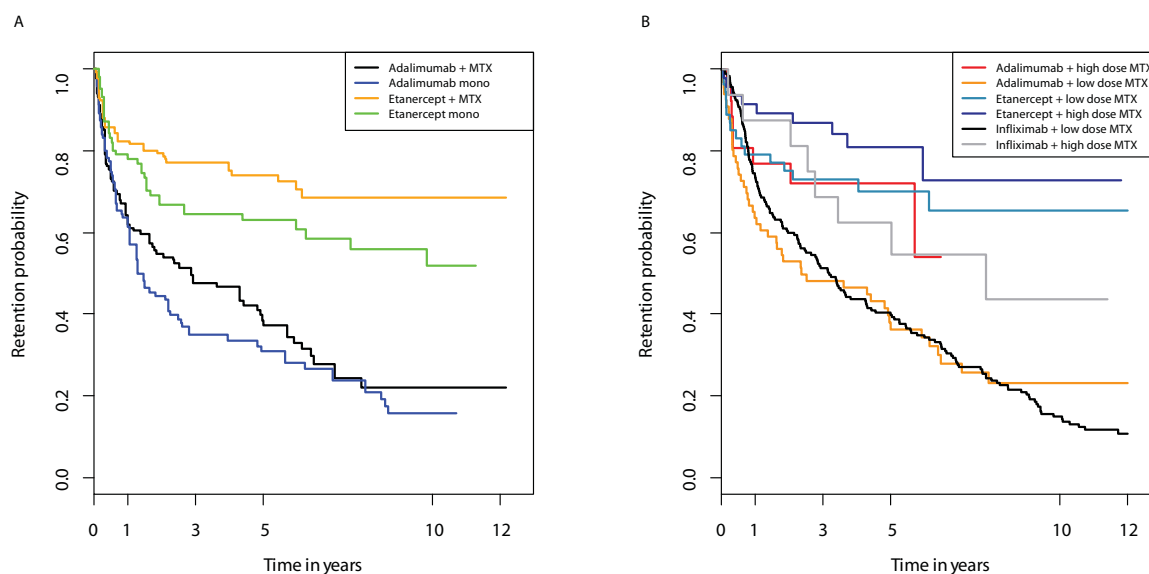 A
Adalimumab + MTX
Adalimumab mono
Etanercept + MTX
Etanercept mono
Retention probability
1.0
0.8
0.6
0.4
0.2
0.0
0 1 3 5 10 12
Time in years
B
Adalimumab + high dose MTX
Adalimumab + low dose MTX
Etanercept + low dose MTX
Etanercept + high dose MTX
Infliximab + low dose MTX
Infliximab + high dose MTX
Retention probability
1.0
0.8
0.6
0.4
0.2
0.0
0 1 3 5 10 12
Time in years